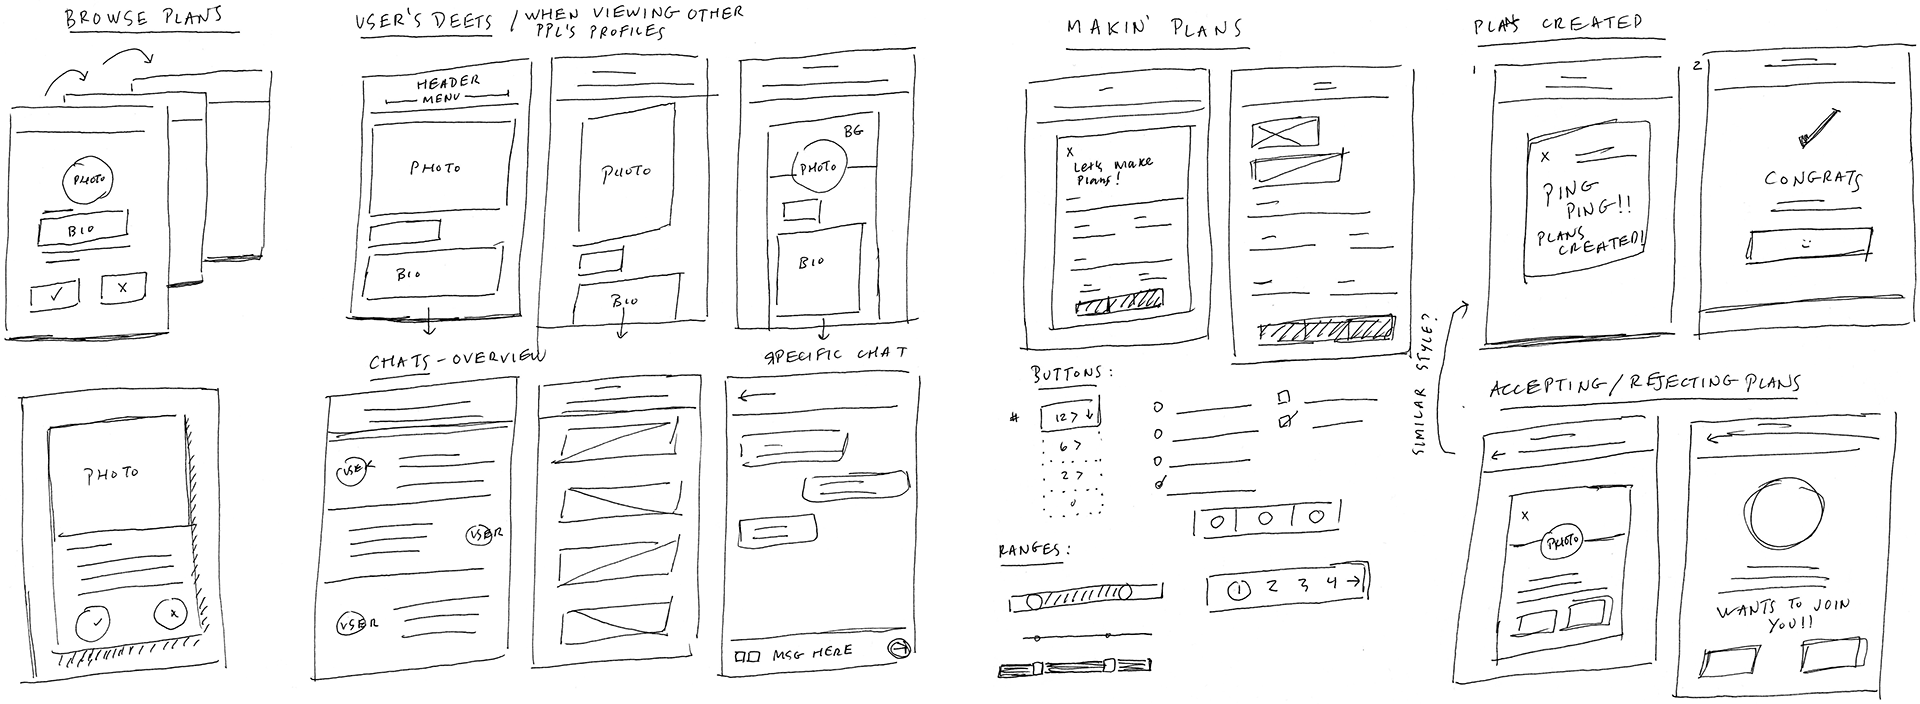 BROWSE PLANS
PHOTO
BIO
✓ X
PHOTO
✓ X
USER'S DEETS / WHEN VIEWING OTHER
PPL'S PROFILES
HEADER
MENU
PHOTO
BIO
PHOTO
BIO
BG
PHOTO
BIO
CHATS - OVERVIEW
USER
USER
USER
SPECIFIC CHAT
MSG HERE
MAKIN' PLANS
X
Let's make
Plans!
BUTTONS:
# 12 >
6 >
2 >
0
RANGES:
1 2 3 4 →
PLANS CREATED
1
X
PING
PING!!
PLANS
CREATED!
2
CONGRATS
SIMILAR STYLE?
ACCEPTING/REJECTING PLANS
X
PHOTO
WANTS TO JOIN
YOU!!